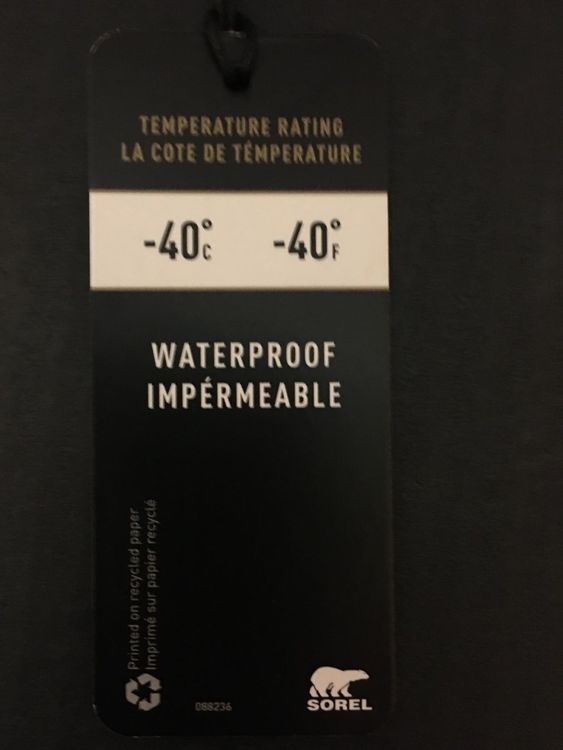 TEMPERATURE RATING
LA COTE DE TÉMPERATURE
-40°C -40°F
WATERPROOF
IMPÉRMEABLE
Printed on recycled paper
Imprimé sur papier recyclé
088236
SOREL